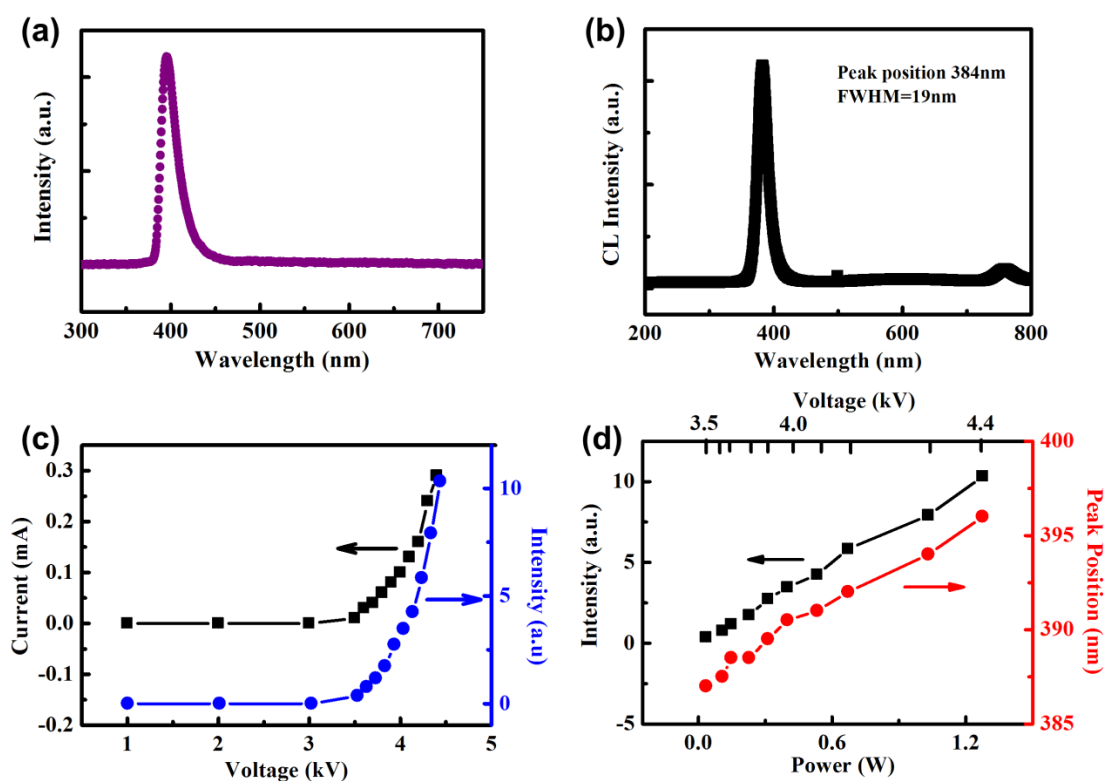 (a)
Intensity (a.u.)
300 400 500 600 700
Wavelength (nm)
(b)
Peak position 384nm
FWHM=19nm
CL Intensity (a.u.)
200 400 600 800
Wavelength (nm)
(c)
0.3
0.2
0.1
0.0
-0.1
-0.2
Current (mA)
10
5
0
Intensity (a.u)
1 2 3 4 5
Voltage (kV)
(d)
Voltage (kV)
3.5 4.0 4.4
10
5
0
-5
Intensity (a.u.)
400
395
390
385
Peak Position (nm)
0.0 0.6 1.2
Power (W)